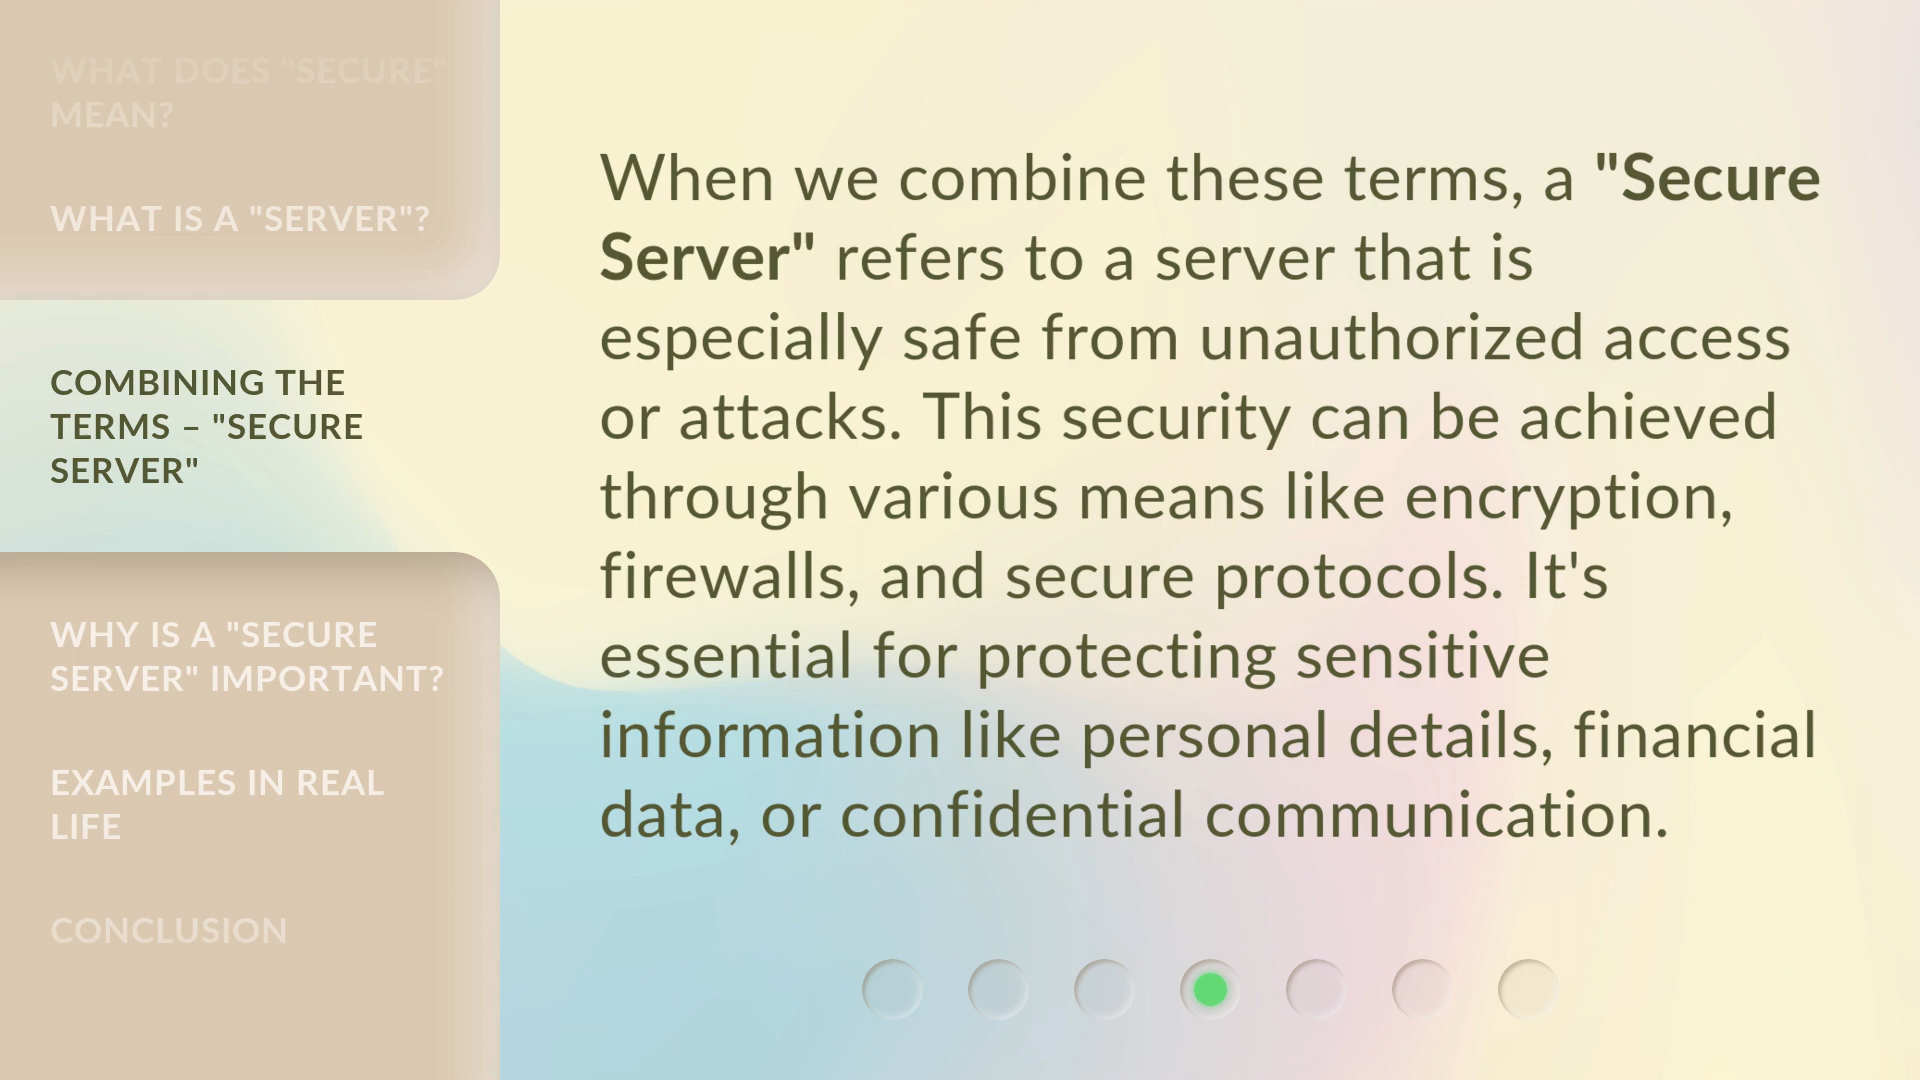 WHAT DOES "SECURE"
MEAN?
WHAT IS A "SERVER"?
COMBINING THE
TERMS – "SECURE
SERVER"
WHY IS A "SECURE
SERVER" IMPORTANT?
EXAMPLES IN REAL
LIFE
CONCLUSION
When we combine these terms, a "Secure
Server" refers to a server that is
especially safe from unauthorized access
or attacks. This security can be achieved
through various means like encryption,
firewalls, and secure protocols. It's
essential for protecting sensitive
information like personal details, financial
data, or confidential communication.